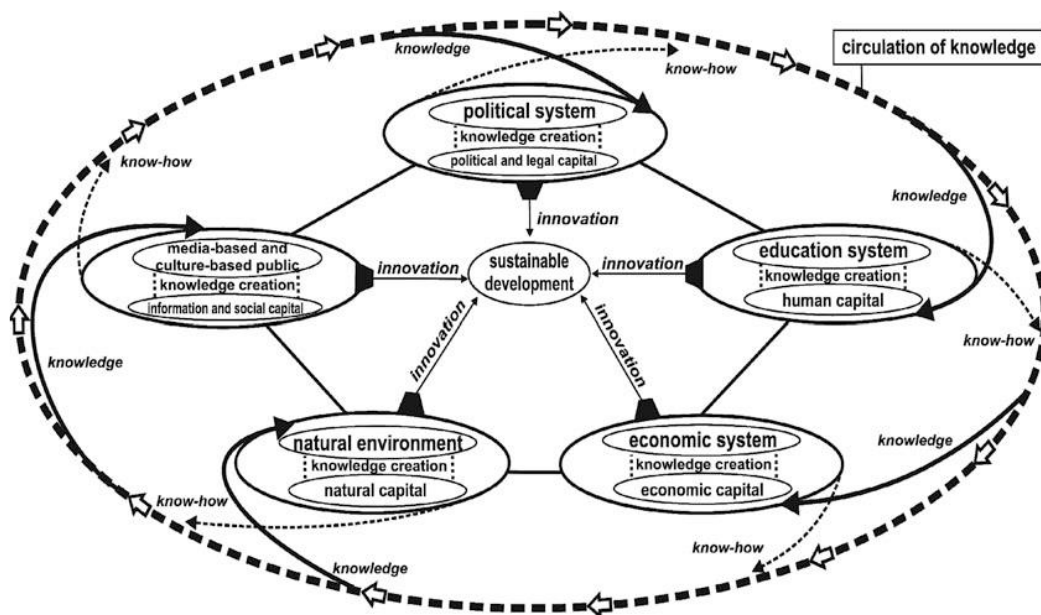 knowledge
know-how
circulation of knowledge
political system
knowledge creation
political and legal capital
know-how
innovation
knowledge
media-based and
culture-based public
knowledge creation
information and social capital
innovation
sustainable
development
innovation
education system
knowledge creation
human capital
know-how
knowledge
innovation
innovation
natural environment
knowledge creation
natural capital
economic system
knowledge creation
economic capital
knowledge
know-how
know-how
knowledge